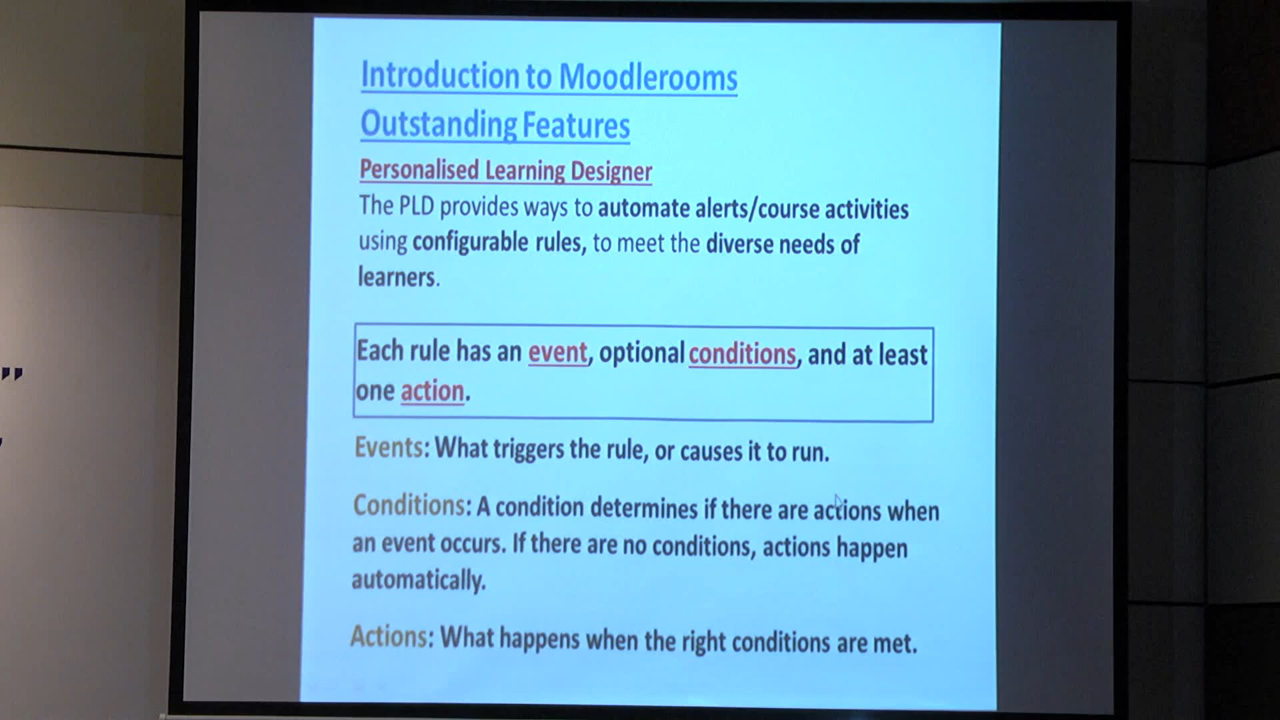 Introduction to Moodlerooms
Outstanding Features
Personalised Learning Designer
The PLD provides ways to automate alerts/course activities
using configurable rules, to meet the diverse needs of
learners.
Each rule has an event, optional conditions, and at least
one action.
Events: What triggers the rule, or causes it to run.
Conditions: A condition determines if there are actions when
an event occurs. If there are no conditions, actions happen
automatically.
Actions: What happens when the right conditions are met.